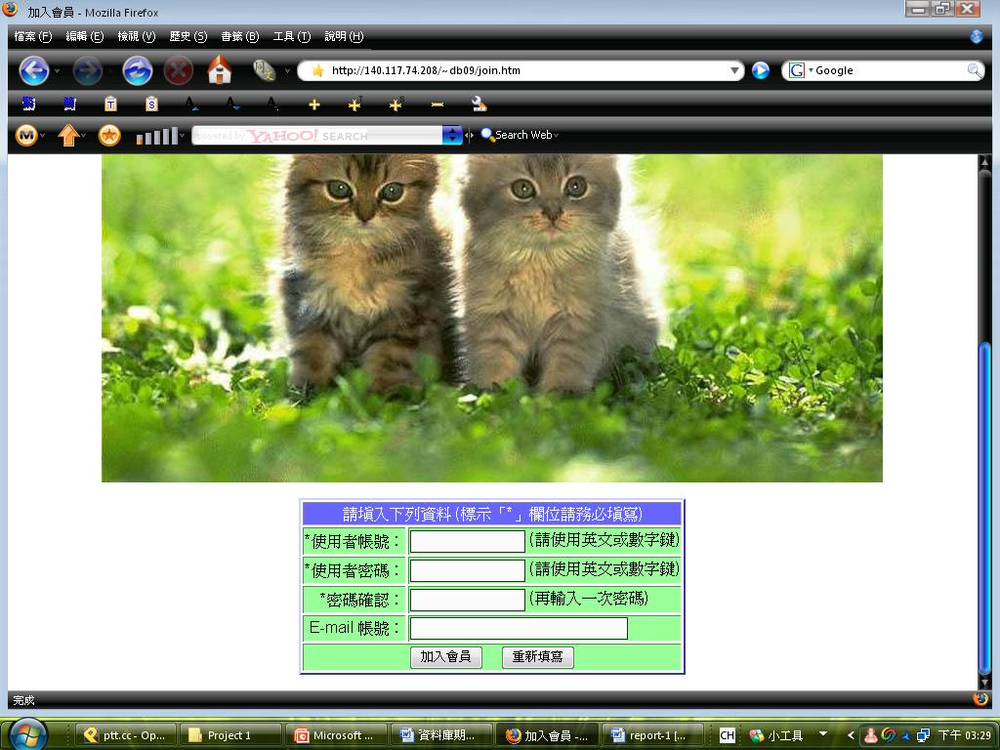 加入會員 - Mozilla Firefox
檔案 (F) 編輯 (E) 檢視 (V) 歷史 (S) 書籤 (B) 工具 (T) 說明 (H)
http://140.117.74.208/~db09/join.htm Google
T S A A A T S
M powered by YAHOO! SEARCH Search Web
請填入下列資料 (標示「*」欄位請務必填寫)
*使用者帳號： (請使用英文或數字鍵)
*使用者密碼： (請使用英文或數字鍵)
*密碼確認： (再輸入一次密碼)
E-mail 帳號：
加入會員 重新填寫
完成
ptt.cc - Op... Project 1 Microsoft ... 資料庫期... 加入會員 -... report-1 [... CH 小工具 下午 03:29